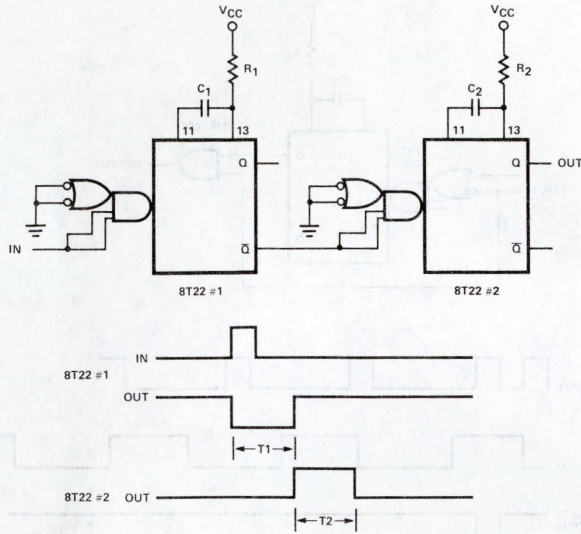 VCC
VCC
R1
R2
C1
C2
11
13
11
13
Q
Q
OUT
IN
Q̅
Q̅
8T22 #1
8T22 #2
IN
8T22 #1
OUT
T1
8T22 #2 OUT
T2